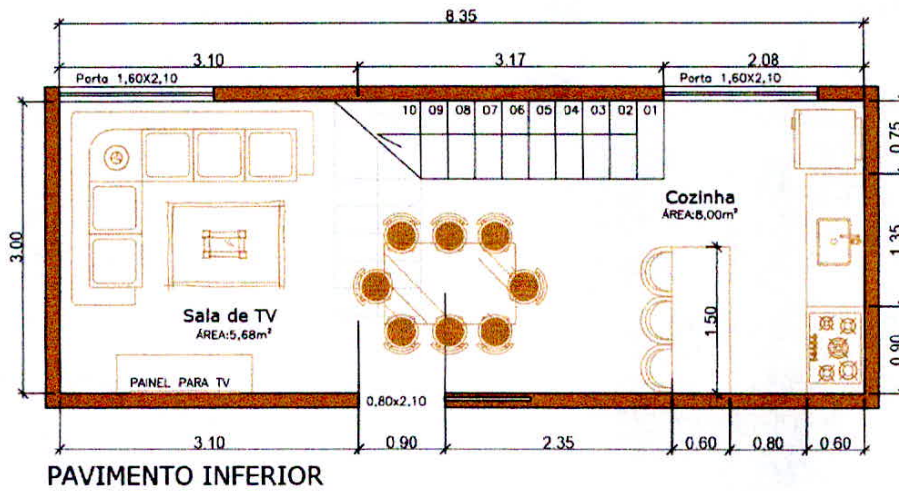 8.35
3.10 3.17 2.08
Porta 1,60X2,10 Porta 1,60X2,10
10 09 08 07 06 05 04 03 02 01
0.75
Cozinha
ÁREA:8,00m²
1.35
3.00
1.50
Sala de TV
ÁREA:5,68m²
0.90
PAINEL PARA TV
0,80x2,10
3.10 0.90 2.35 0.60 0.80 0.60
PAVIMENTO INFERIOR